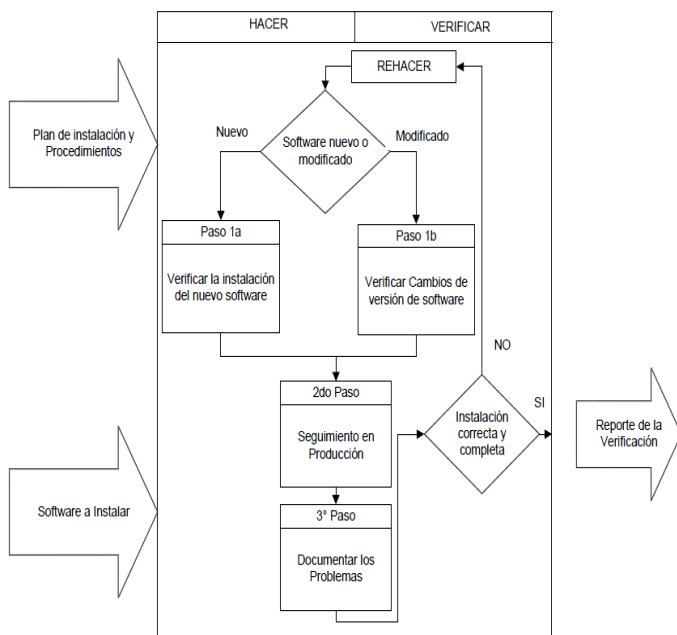 HACER
VERIFICAR
REHACER
Plan de instalación y
Procedimientos
Nuevo
Software nuevo o
modificado
Modificado
Paso 1a
Verificar la instalación
del nuevo software
Paso 1b
Verificar Cambios de
versión de software
NO
2do Paso
Seguimiento en
Producción
Instalación
correcta y
completa
SI
Reporte de la
Verificación
Software a Instalar
3° Paso
Documentar los
Problemas